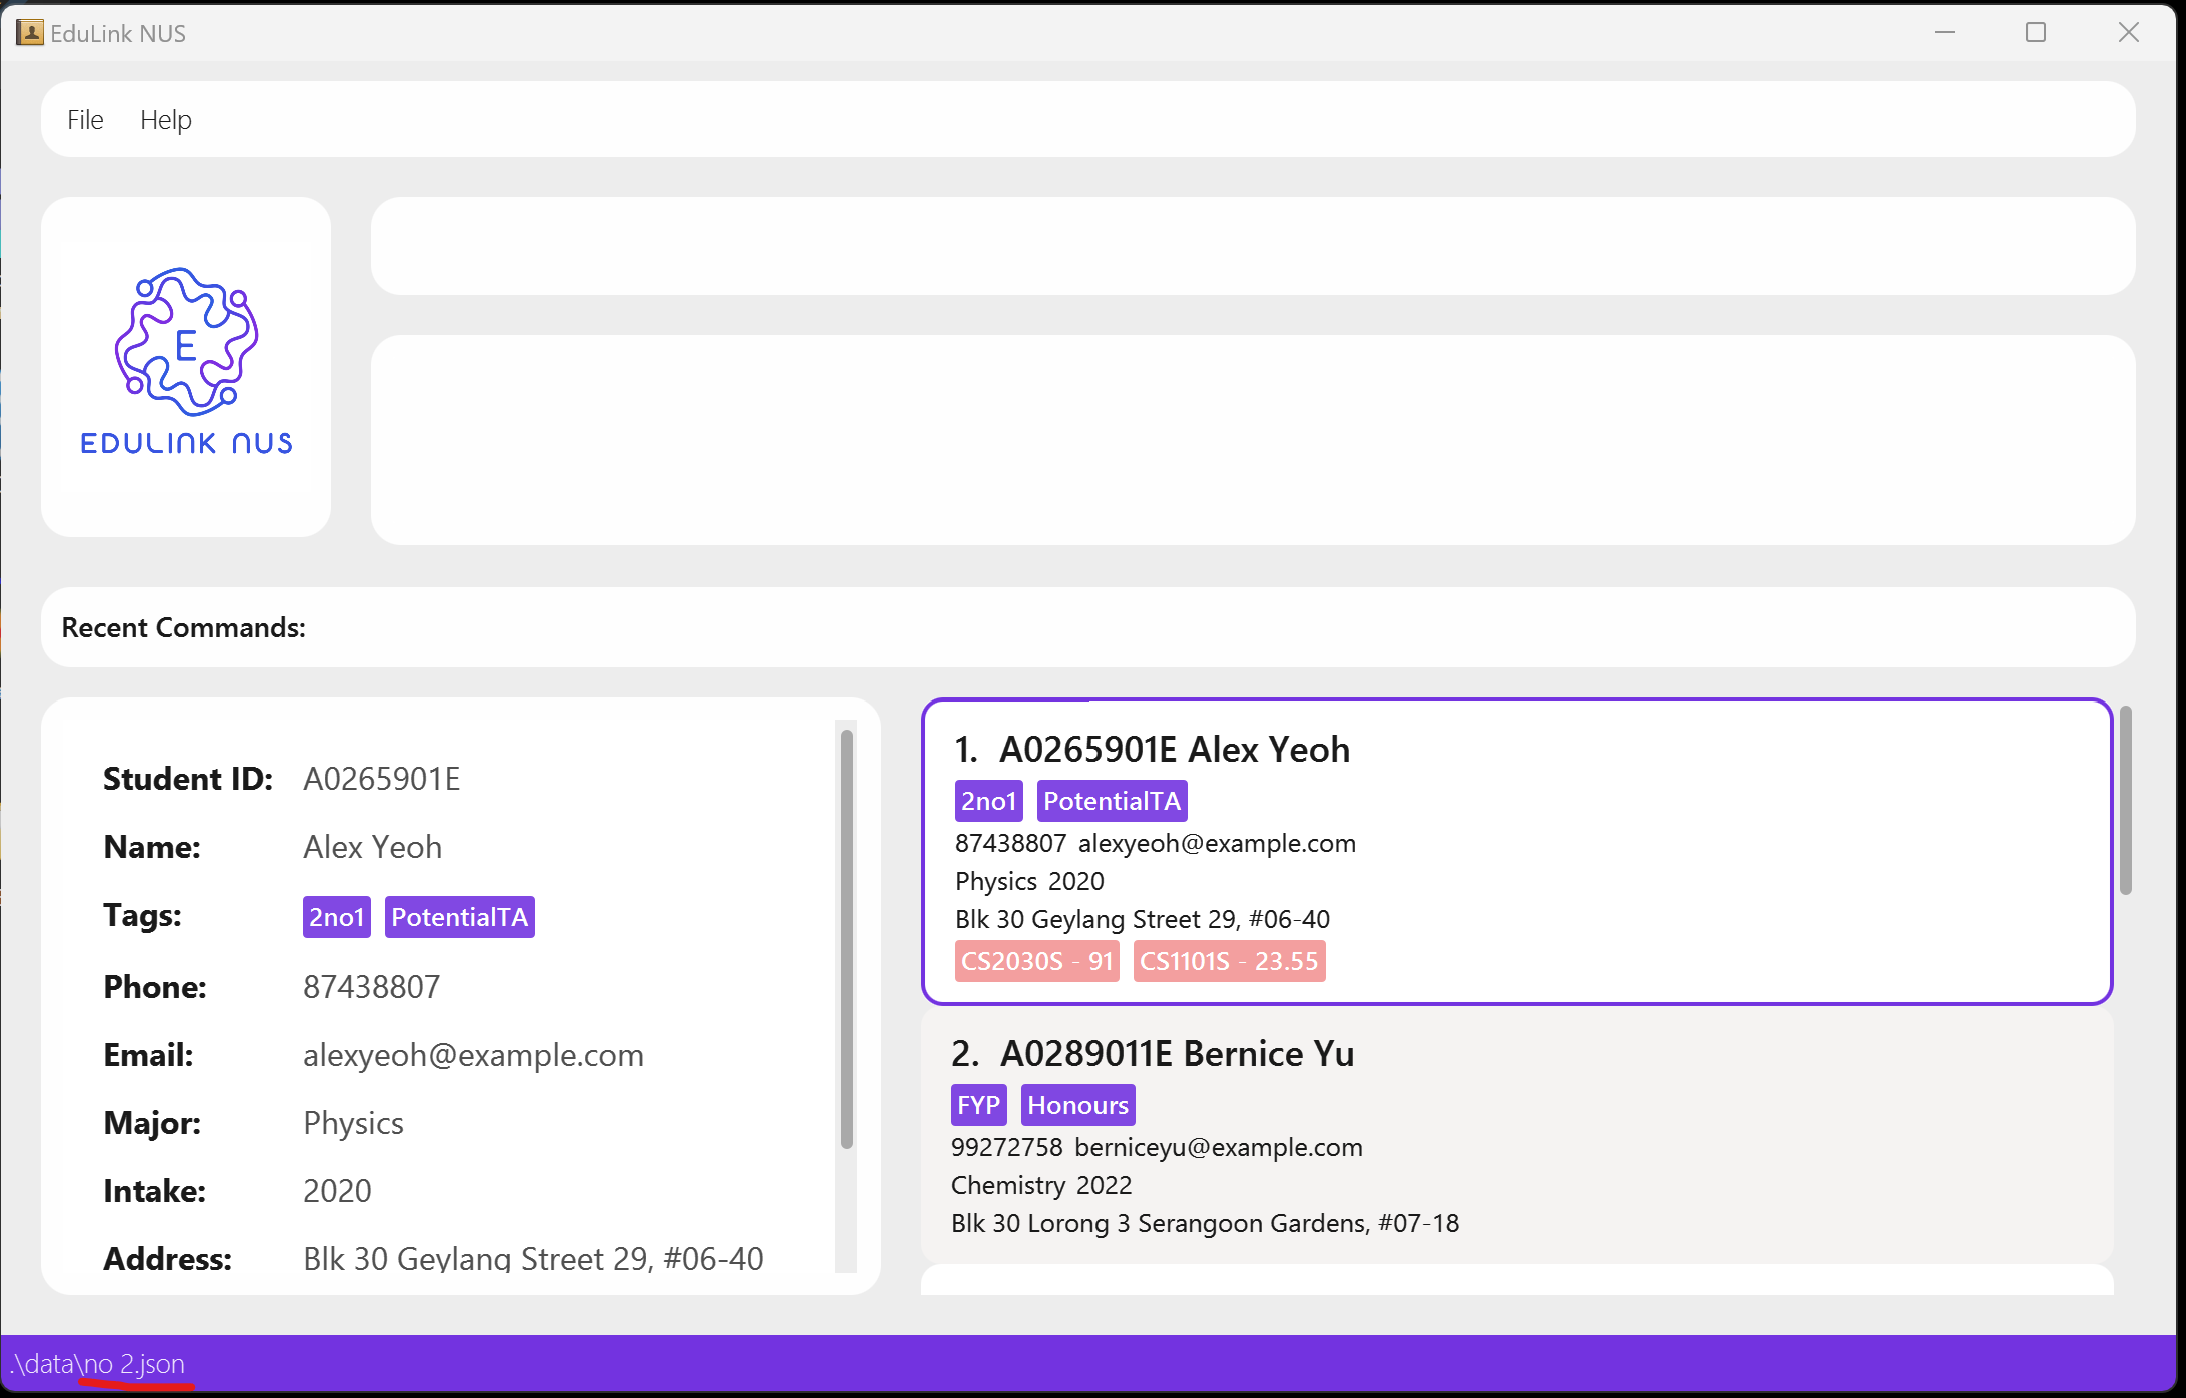 EduLink NUS
File Help
E
EDULINK NUS
Recent Commands:
Student ID: A0265901E
Name: Alex Yeoh
Tags: 2no1 PotentialTA
Phone: 87438807
Email: alexyeoh@example.com
Major: Physics
Intake: 2020
Address: Blk 30 Geylang Street 29, #06-40
1. A0265901E Alex Yeoh
2no1 PotentialTA
87438807 alexyeoh@example.com
Physics 2020
Blk 30 Geylang Street 29, #06-40
CS2030S - 91 CS1101S - 23.55
2. A0289011E Bernice Yu
FYP Honours
99272758 berniceyu@example.com
Chemistry 2022
Blk 30 Lorong 3 Serangoon Gardens, #07-18
.\data\no 2.json